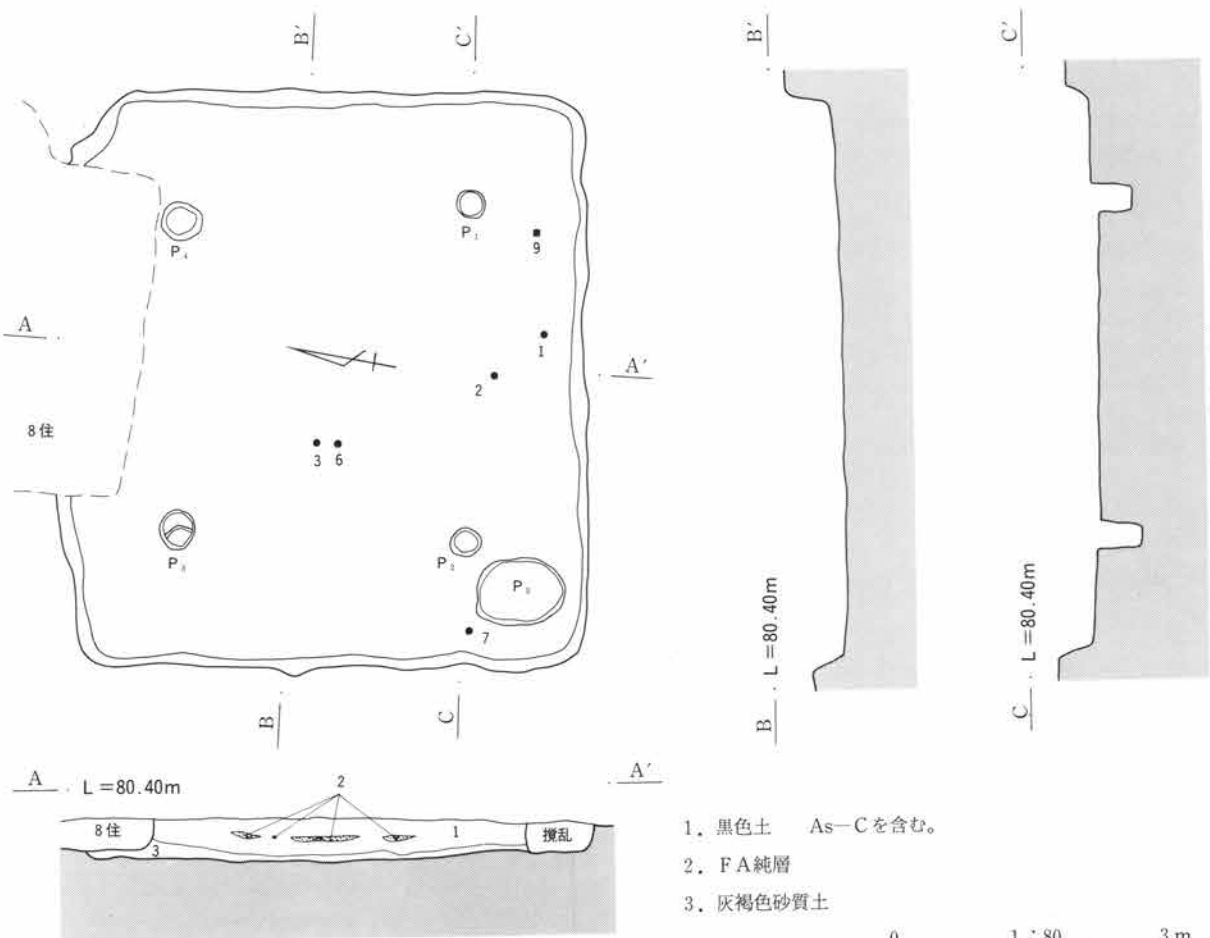 B′
C′
B′
C′
P₄
P₁
9
A
1
A′
2
8住
3 6
P₃
P₂
P₅
7
B
C
L=80.40m
B
L=80.40m
C
A L=80.40m
A′
2
8住
1
攪乱
3
1. 黒色土 As—Cを含む。
2. FA純層
3. 灰褐色砂質土
0 1:80 3m